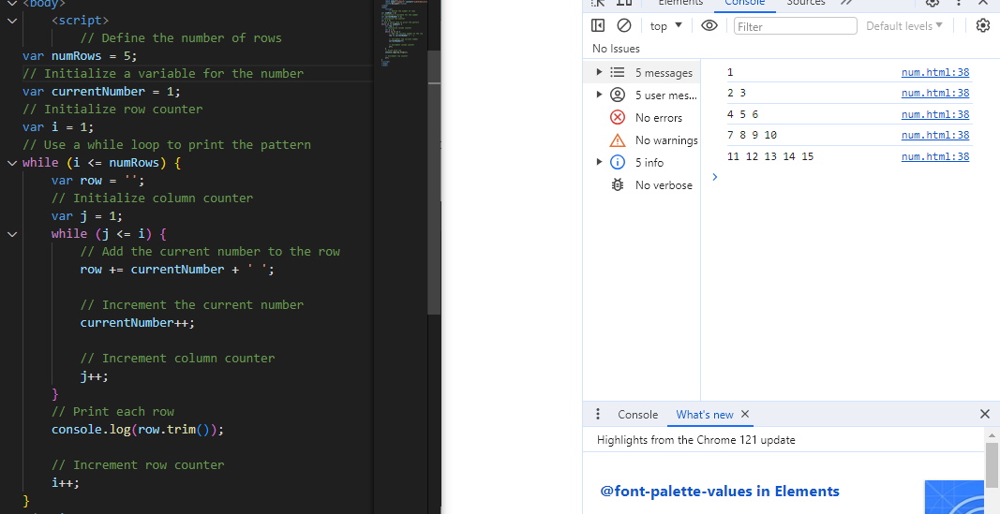 <body>
<script>
// Define the number of rows
var numRows = 5;
// Initialize a variable for the number
var currentNumber = 1;
// Initialize row counter
var i = 1;
// Use a while loop to print the pattern
while (i <= numRows) {
var row = '';
// Initialize column counter
var j = 1;
while (j <= i) {
// Add the current number to the row
row += currentNumber + ' ';
// Increment the current number
currentNumber++;
// Increment column counter
j++;
}
// Print each row
console.log(row.trim());
// Increment row counter
i++;
}
Elements Console Sources
top Filter Default levels
No Issues
5 messages
5 user mes...
No errors
No warnings
5 info
No verbose
1 num.html:38
2 3 num.html:38
4 5 6 num.html:38
7 8 9 10 num.html:38
11 12 13 14 15 num.html:38
Console What's new
Highlights from the Chrome 121 update
@font-palette-values in Elements